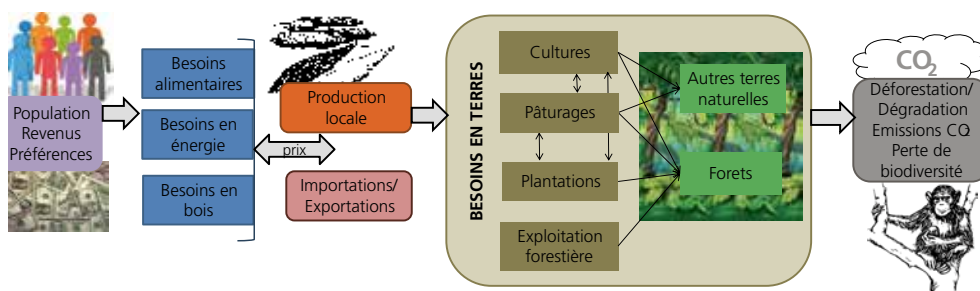 Population
Revenus
Préférences
Besoins
alimentaires
Besoins en
énergie
Besoins en
bois
prix
Production
locale
Importations/
Exportations
BESOINS EN TERRES
Cultures
Pâturages
Plantations
Exploitation
forestière
Autres terres
naturelles
Forets
CO2
Déforestation/
Dégradation
Emissions CO
Perte de
biodiversité